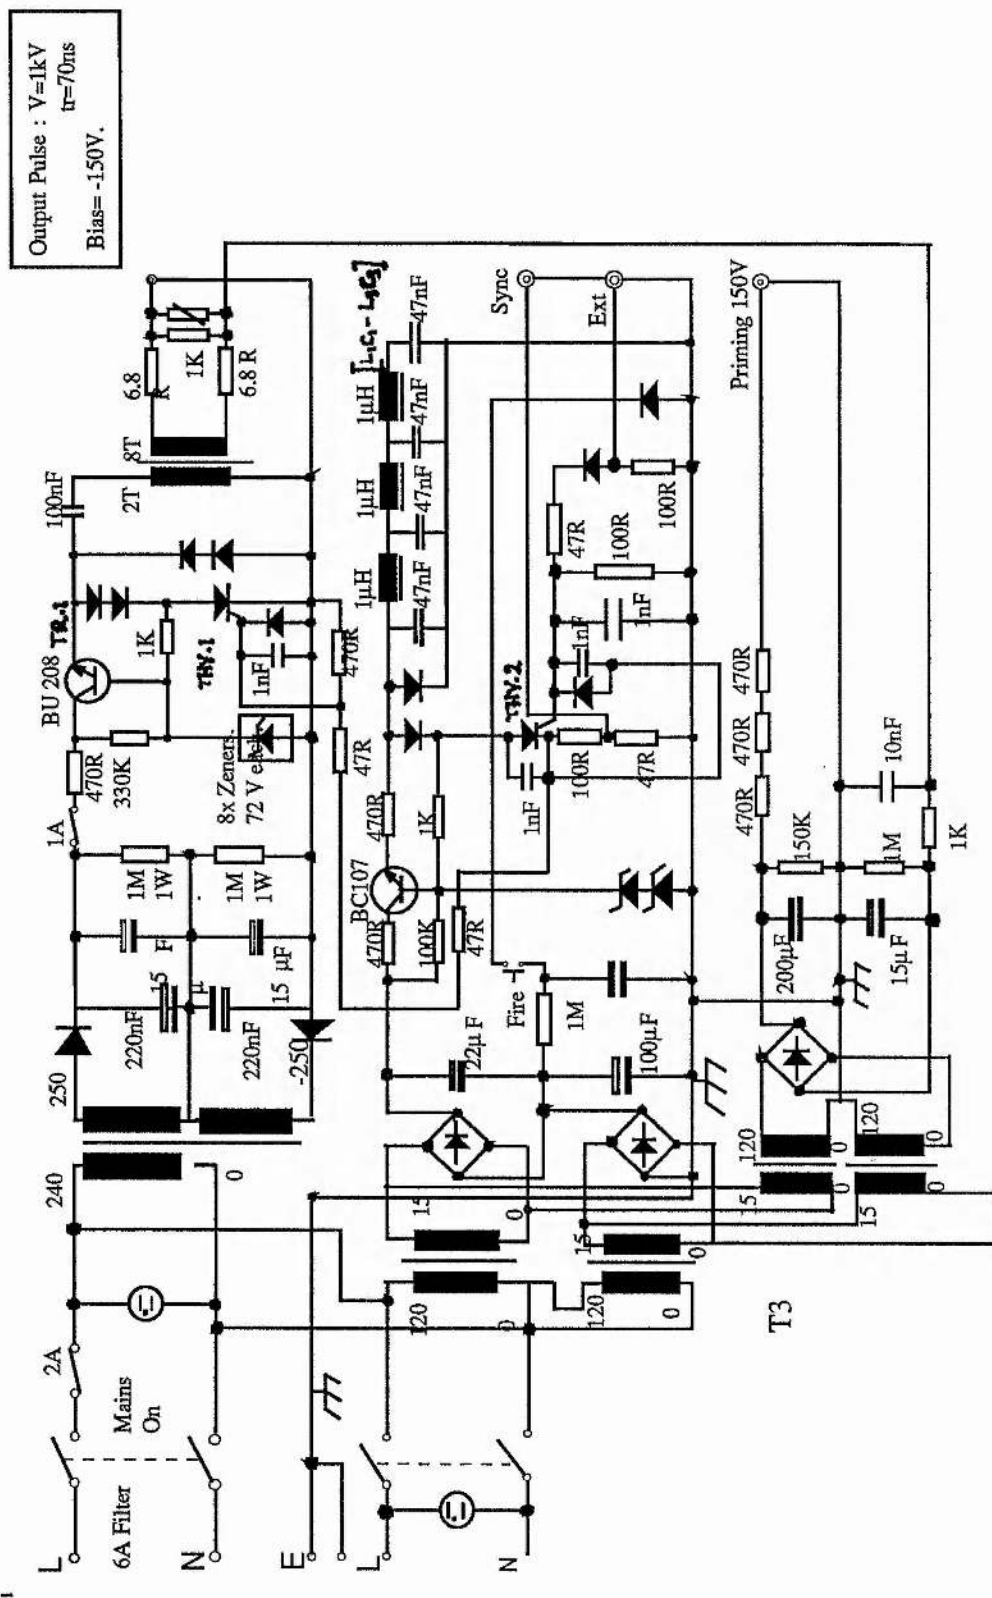 Output Pulse : V=1kV
tr=70ns
Bias= -150V.
L
6A Filter
N
E
L
N
Mains
On
2A
240
0
250
-250
220nF
220nF
15
F
µ
15
µF
1M
1W
1M
1W
1A
470R
330K
8x Zeners.
72 V each
BU 208
TR.1
1K
THY.1
1nF
470R
47R
100nF
2T
8T
6.8
R
1K
6.8 R
[L1C1 - L3C3]
1µH
1µH
1µH
47nF
47nF
47nF
47nF
BC107
470R
470R
100K
1K
47R
22µF
Fire
1M
100µF
THY.2
1nF
100R
47R
1nF
1nF
47R
100R
100R
Sync
Ext
120
0
15
0
120
0
15
0
T3
15
0
120
0
15
0
120
0
200µF
15µF
150K
1M
470R
470R
470R
10nF
1K
Priming 150V